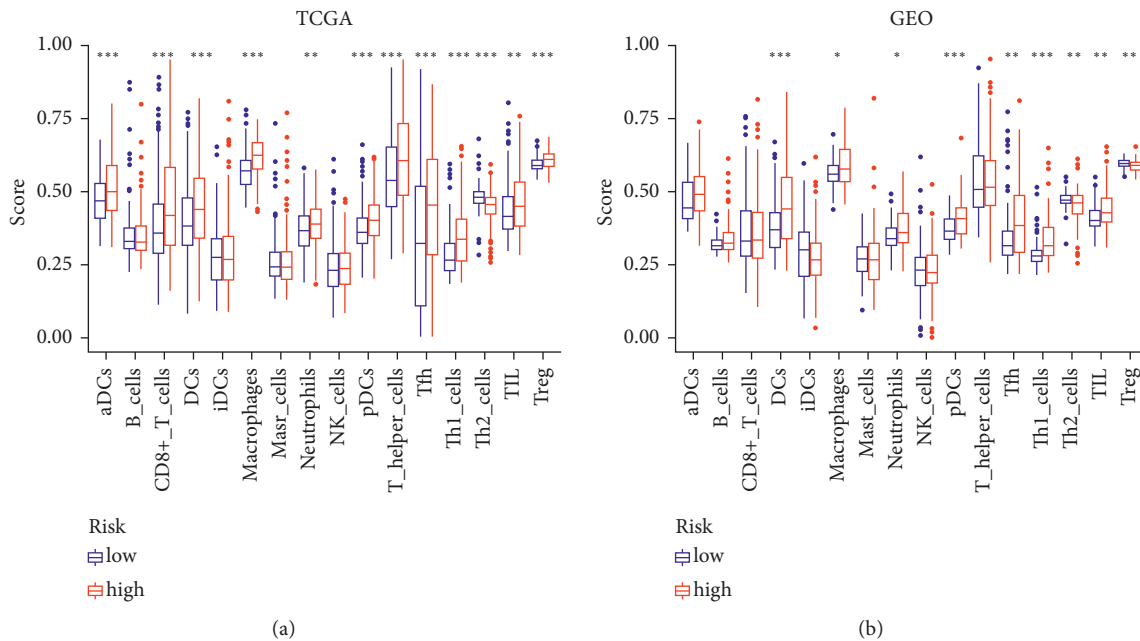 TCGA
1.00
0.75
0.50
0.25
0.00
Score
*** *** *** *** ** *** *** *** *** *** ** ***
aDCs
B_cells
CD8+_T_cells
DCs
iDCs
Macrophages
Masr_cells
Neutrophils
NK_cells
pDCs
T_helper_cells
Tfh
Th1_cells
Th2_cells
TIL
Treg
Risk
low
high
(a)
GEO
1.00
0.75
0.50
0.25
0.00
Score
*** * * *** ** *** ** ** **
aDCs
B_cells
CD8+_T_cells
DCs
iDCs
Macrophages
Mast_cells
Neutrophils
NK_cells
pDCs
T_helper_cells
Tfh
Th1_cells
Th2_cells
TIL
Treg
Risk
low
high
(b)